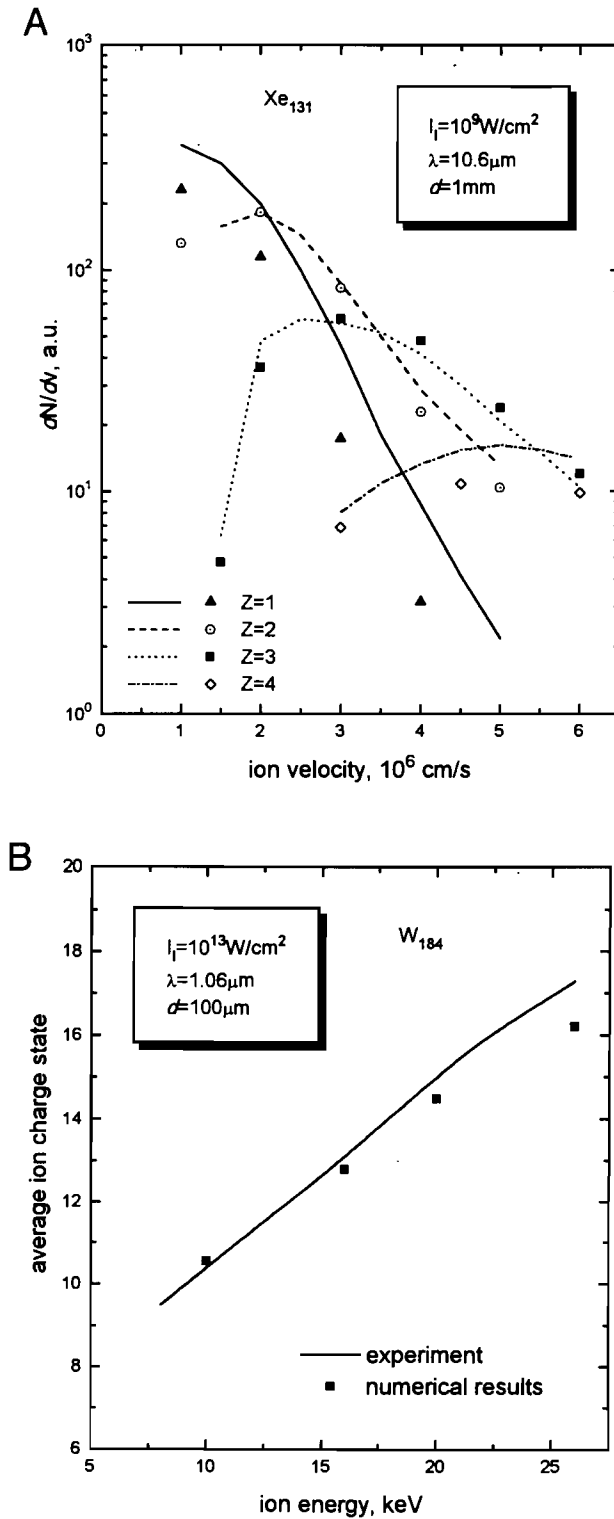 A
10³
Xe₁₃₁
I_l=10⁹W/cm²
λ=10.6μm
d=1mm
10²
dN/dv, a.u.
10¹
Z=1
Z=2
Z=3
Z=4
10⁰
0 1 2 3 4 5 6
ion velocity, 10⁶ cm/s
B
20
I_l=10¹³W/cm²
λ=1.06μm
d=100μm
W₁₈₄
18
16
14
average ion charge state
12
10
8
experiment
numerical results
6
5 10 15 20 25
ion energy, keV